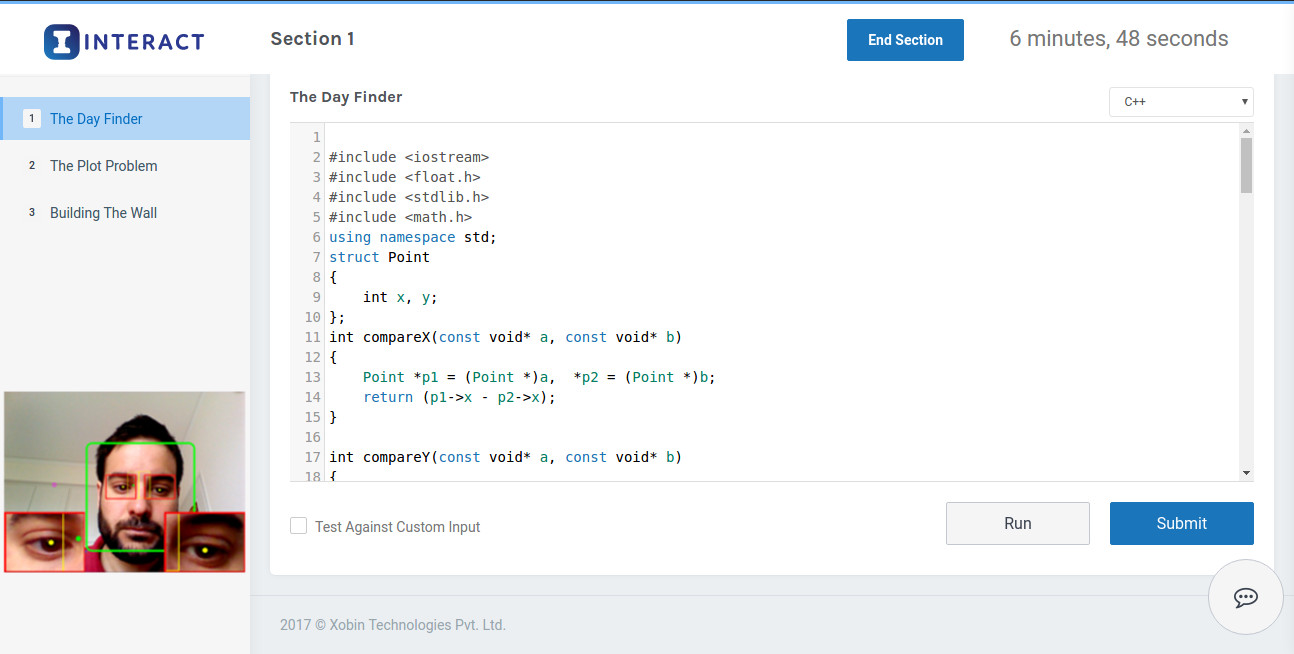 INTERACT
Section 1
End Section
6 minutes, 48 seconds
1 The Day Finder
2 The Plot Problem
3 Building The Wall
The Day Finder
C++
1
2 #include <iostream>
3 #include <float.h>
4 #include <stdlib.h>
5 #include <math.h>
6 using namespace std;
7 struct Point
8 {
9     int x, y;
10 };
11 int compareX(const void* a, const void* b)
12 {
13     Point *p1 = (Point *)a,  *p2 = (Point *)b;
14     return (p1->x - p2->x);
15 }
16
17 int compareY(const void* a, const void* b)
18 {
Test Against Custom Input
Run
Submit
2017 © Xobin Technologies Pvt. Ltd.